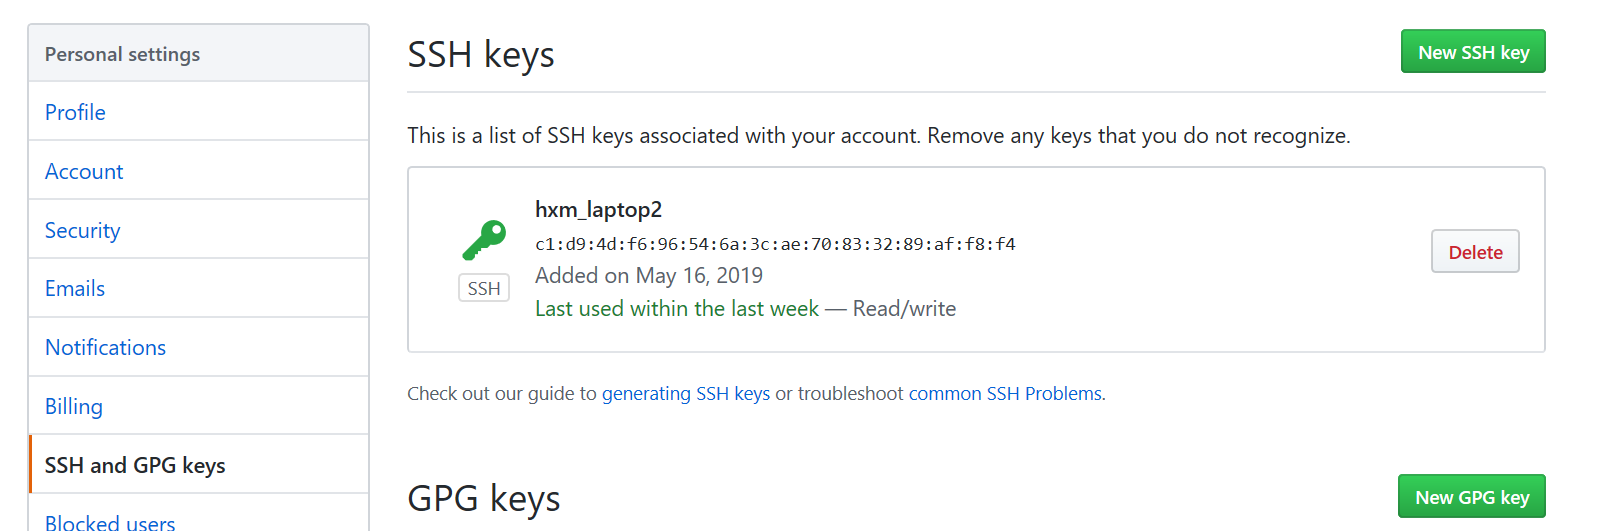 Personal settings
Profile
Account
Security
Emails
Notifications
Billing
SSH and GPG keys
Blocked users
SSH keys
New SSH key
This is a list of SSH keys associated with your account. Remove any keys that you do not recognize.
hxm_laptop2
c1:d9:4d:f6:96:54:6a:3c:ae:70:83:32:89:af:f8:f4
SSH
Added on May 16, 2019
Last used within the last week — Read/write
Delete
Check out our guide to generating SSH keys or troubleshoot common SSH Problems.
GPG keys
New GPG key